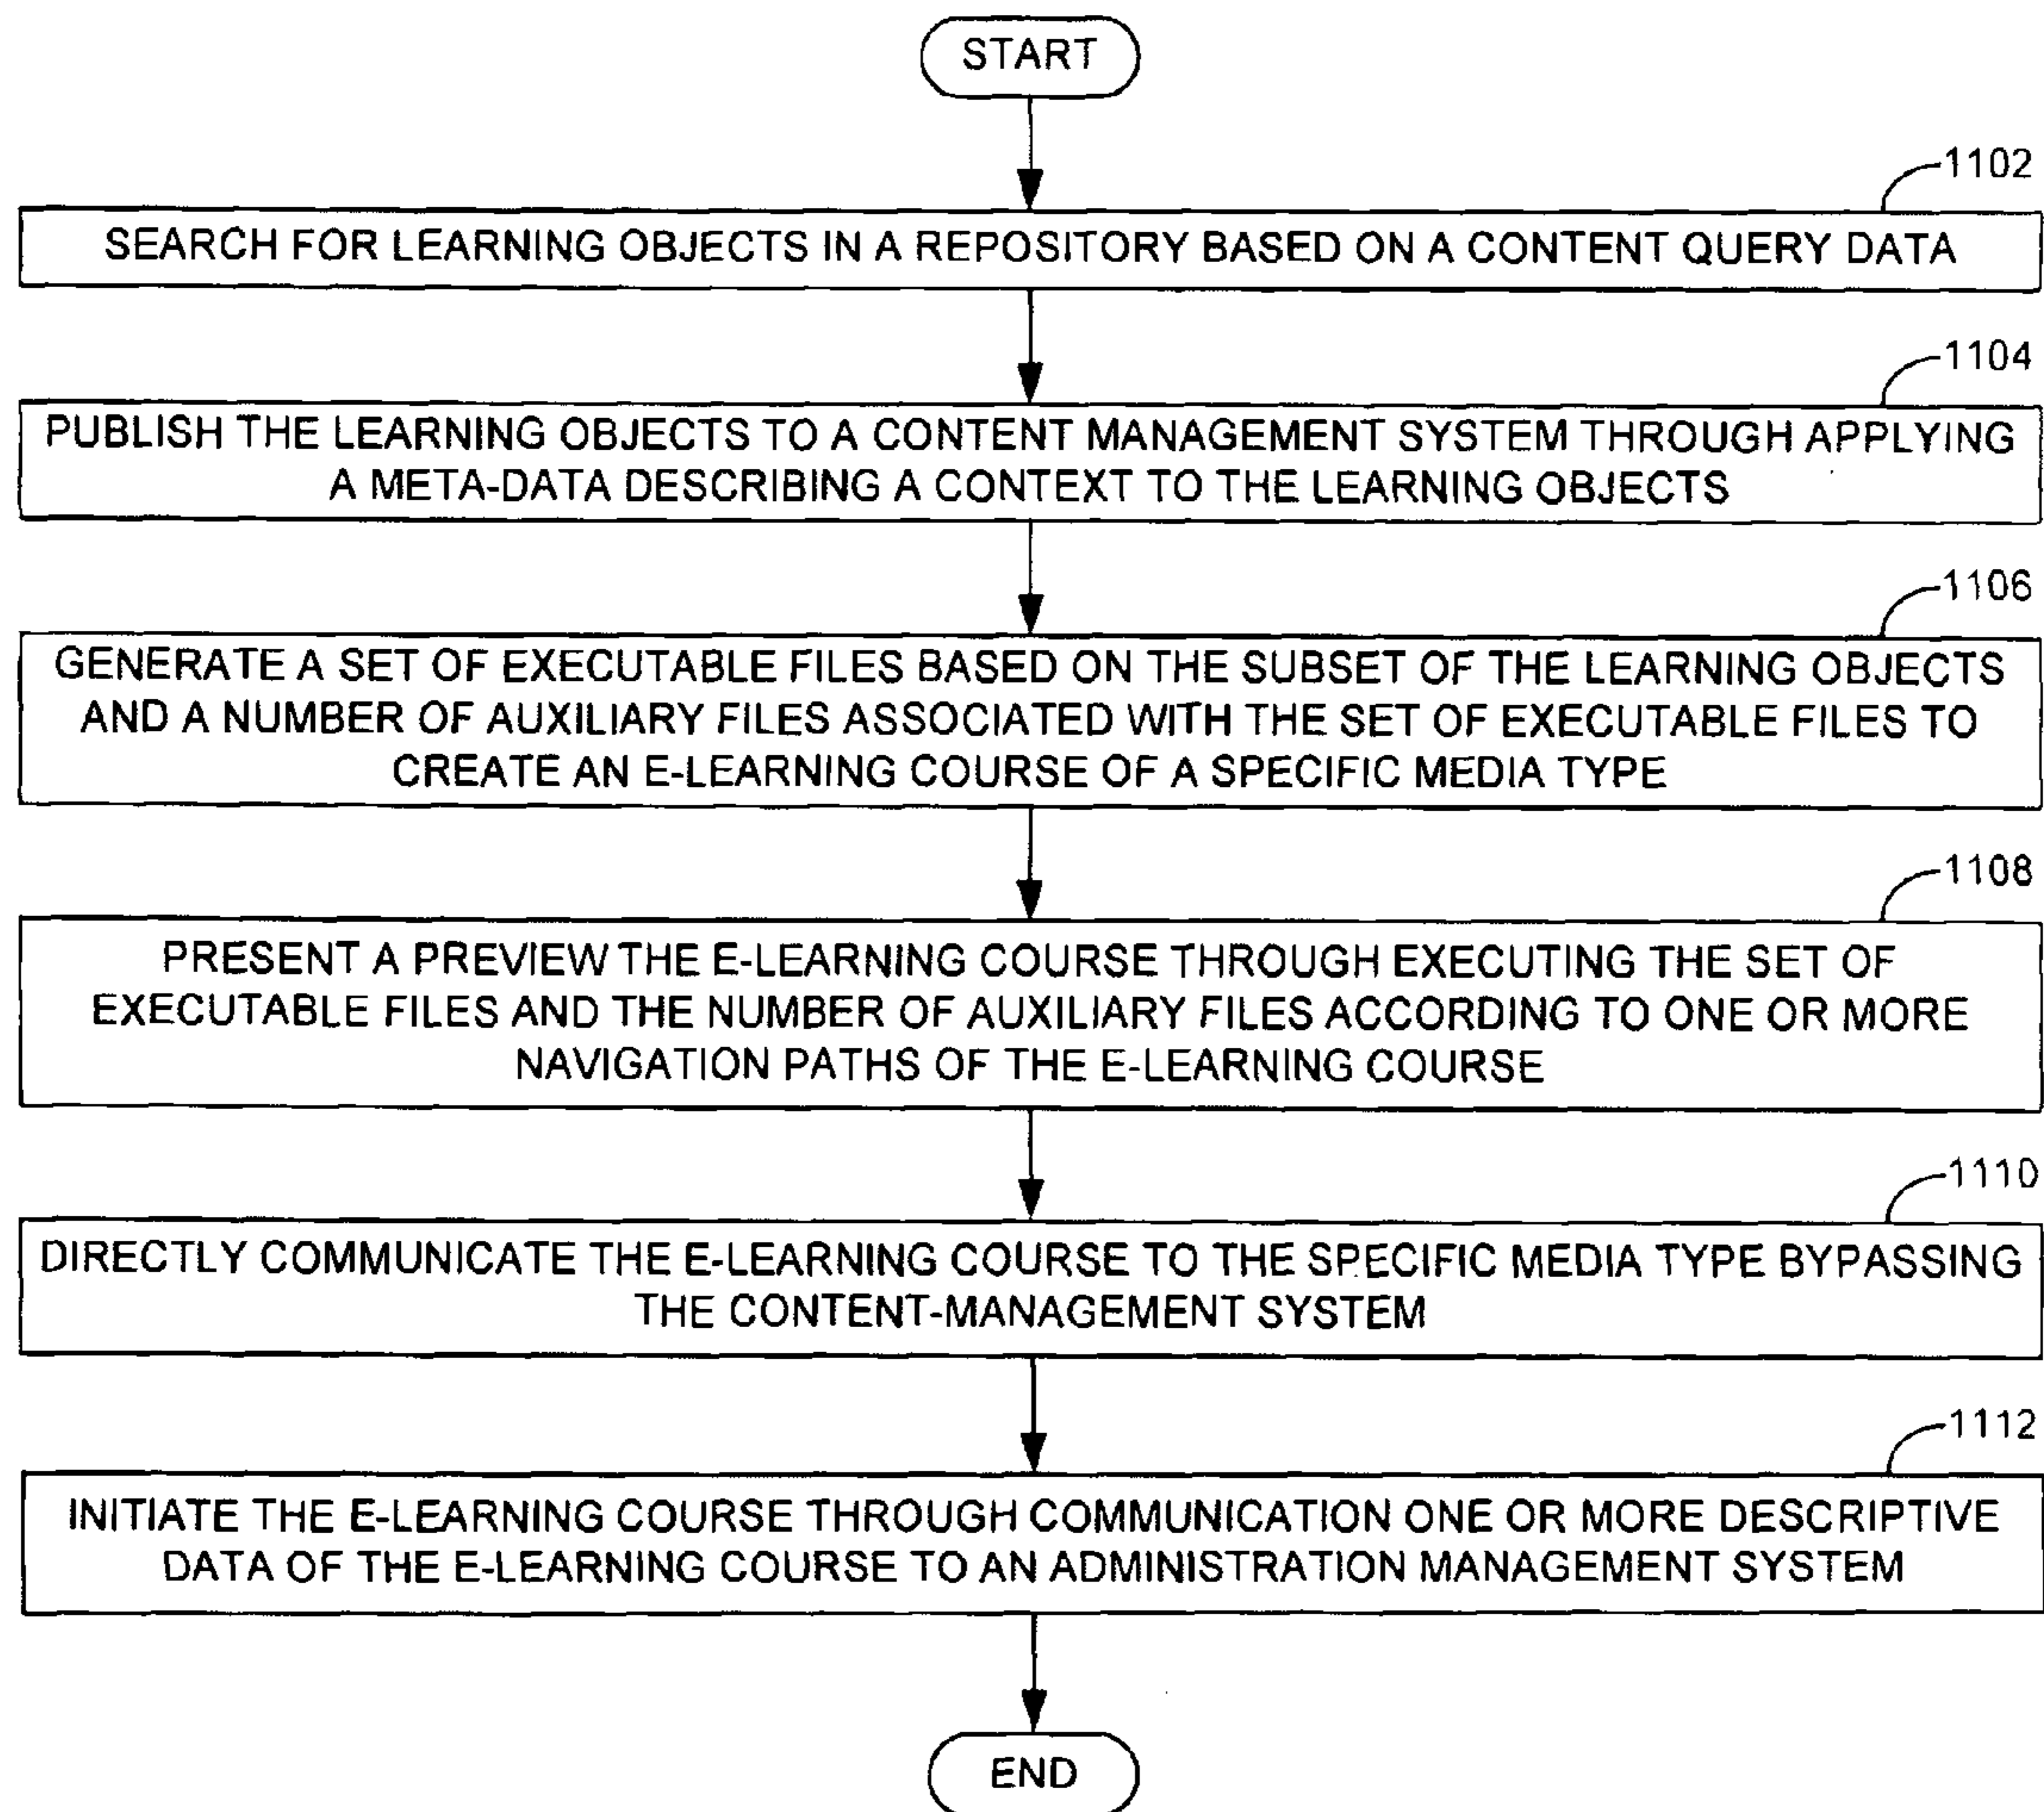 START
1102
SEARCH FOR LEARNING OBJECTS IN A REPOSITORY BASED ON A CONTENT QUERY DATA
1104
PUBLISH THE LEARNING OBJECTS TO A CONTENT MANAGEMENT SYSTEM THROUGH APPLYING
A META-DATA DESCRIBING A CONTEXT TO THE LEARNING OBJECTS
1106
GENERATE A SET OF EXECUTABLE FILES BASED ON THE SUBSET OF THE LEARNING OBJECTS
AND A NUMBER OF AUXILIARY FILES ASSOCIATED WITH THE SET OF EXECUTABLE FILES TO
CREATE AN E-LEARNING COURSE OF A SPECIFIC MEDIA TYPE
1108
PRESENT A PREVIEW THE E-LEARNING COURSE THROUGH EXECUTING THE SET OF
EXECUTABLE FILES AND THE NUMBER OF AUXILIARY FILES ACCORDING TO ONE OR MORE
NAVIGATION PATHS OF THE E-LEARNING COURSE
1110
DIRECTLY COMMUNICATE THE E-LEARNING COURSE TO THE SPECIFIC MEDIA TYPE BYPASSING
THE CONTENT-MANAGEMENT SYSTEM
1112
INITIATE THE E-LEARNING COURSE THROUGH COMMUNICATION ONE OR MORE DESCRIPTIVE
DATA OF THE E-LEARNING COURSE TO AN ADMINISTRATION MANAGEMENT SYSTEM
END